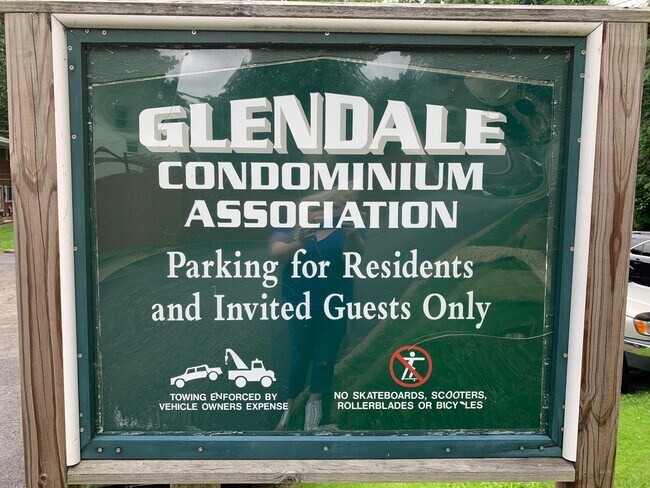 GLENDALE
CONDOMINIUM
ASSOCIATION
Parking for Residents
and Invited Guests Only
TOWING ENFORCED BY
VEHICLE OWNERS EXPENSE
NO SKATEBOARDS, SCOOTERS,
ROLLERBLADES OR BICYCLES